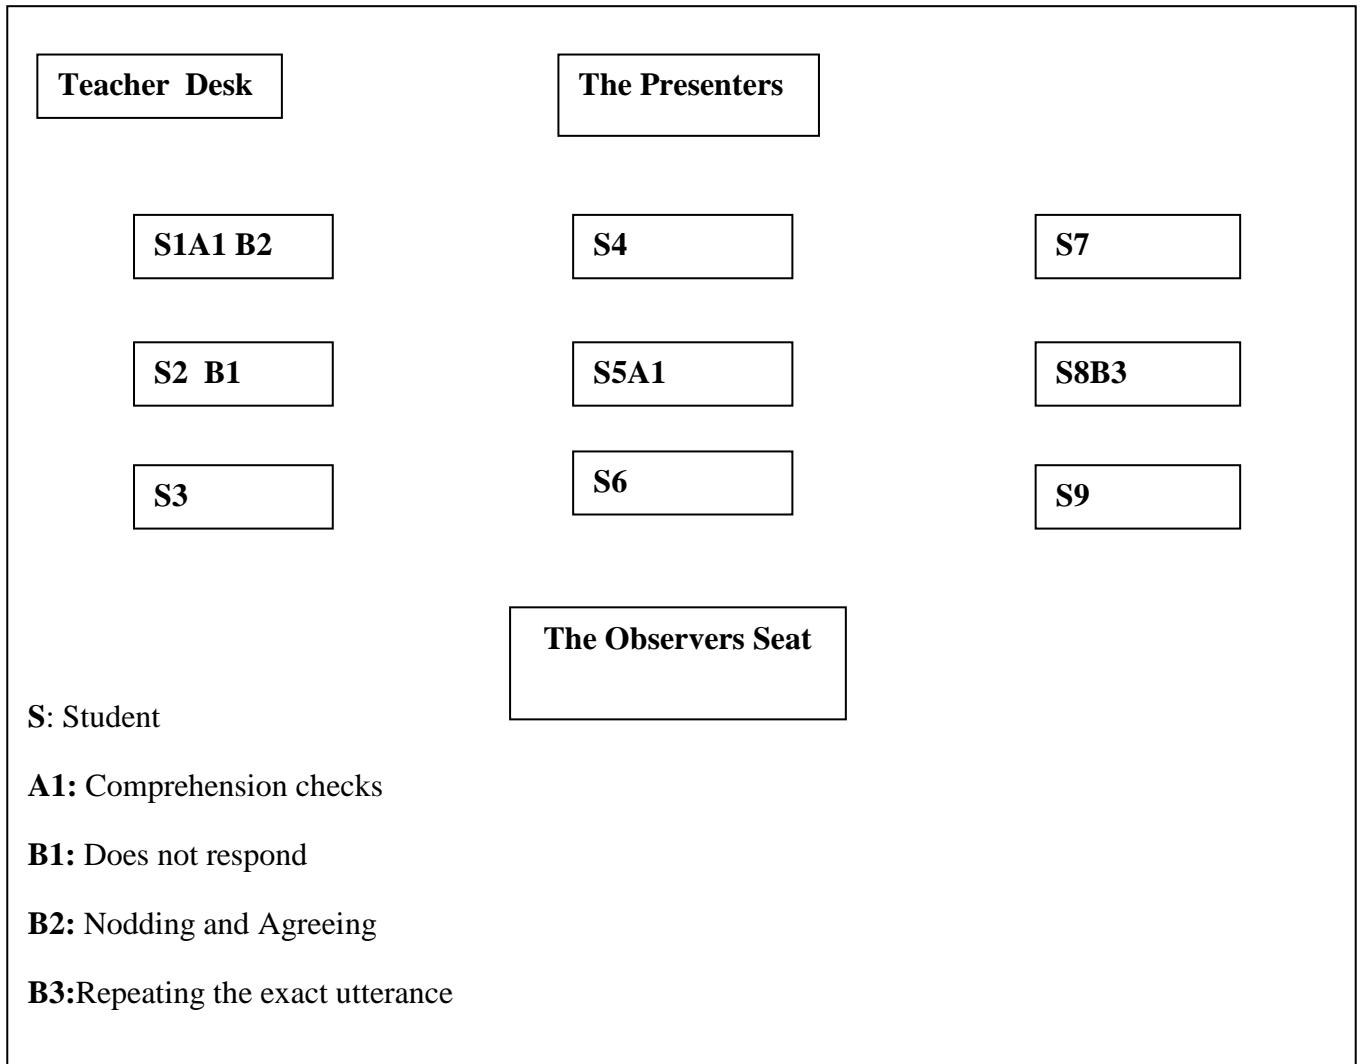 Teacher Desk
The Presenters
S1A1 B2
S4
S7
S2 B1
S5A1
S8B3
S3
S6
S9
The Observers Seat
S: Student
A1: Comprehension checks
B1: Does not respond
B2: Nodding and Agreeing
B3:Repeating the exact utterance